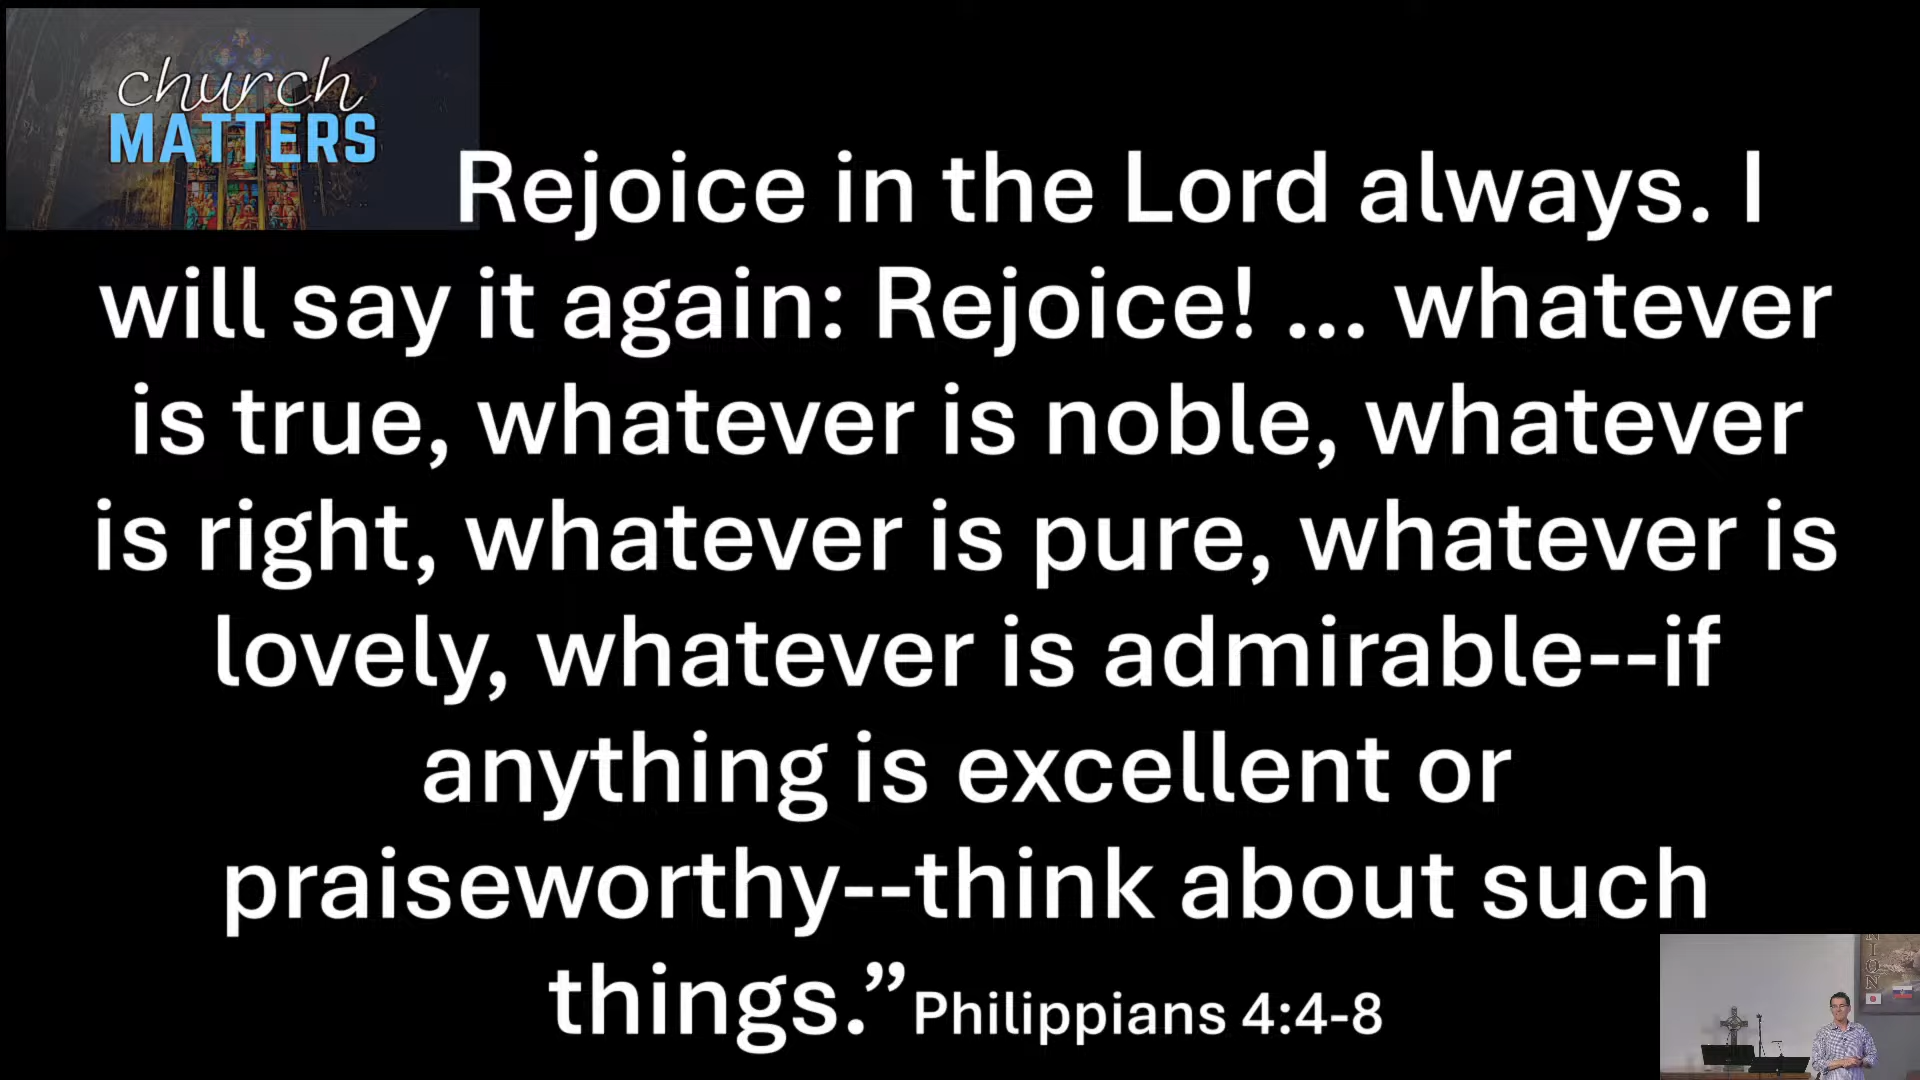 church
MATTERS
Rejoice in the Lord always. I
will say it again: Rejoice! ... whatever
is true, whatever is noble, whatever
is right, whatever is pure, whatever is
lovely, whatever is admirable--if
anything is excellent or
praiseworthy--think about such
things.” Philippians 4:4-8
NION